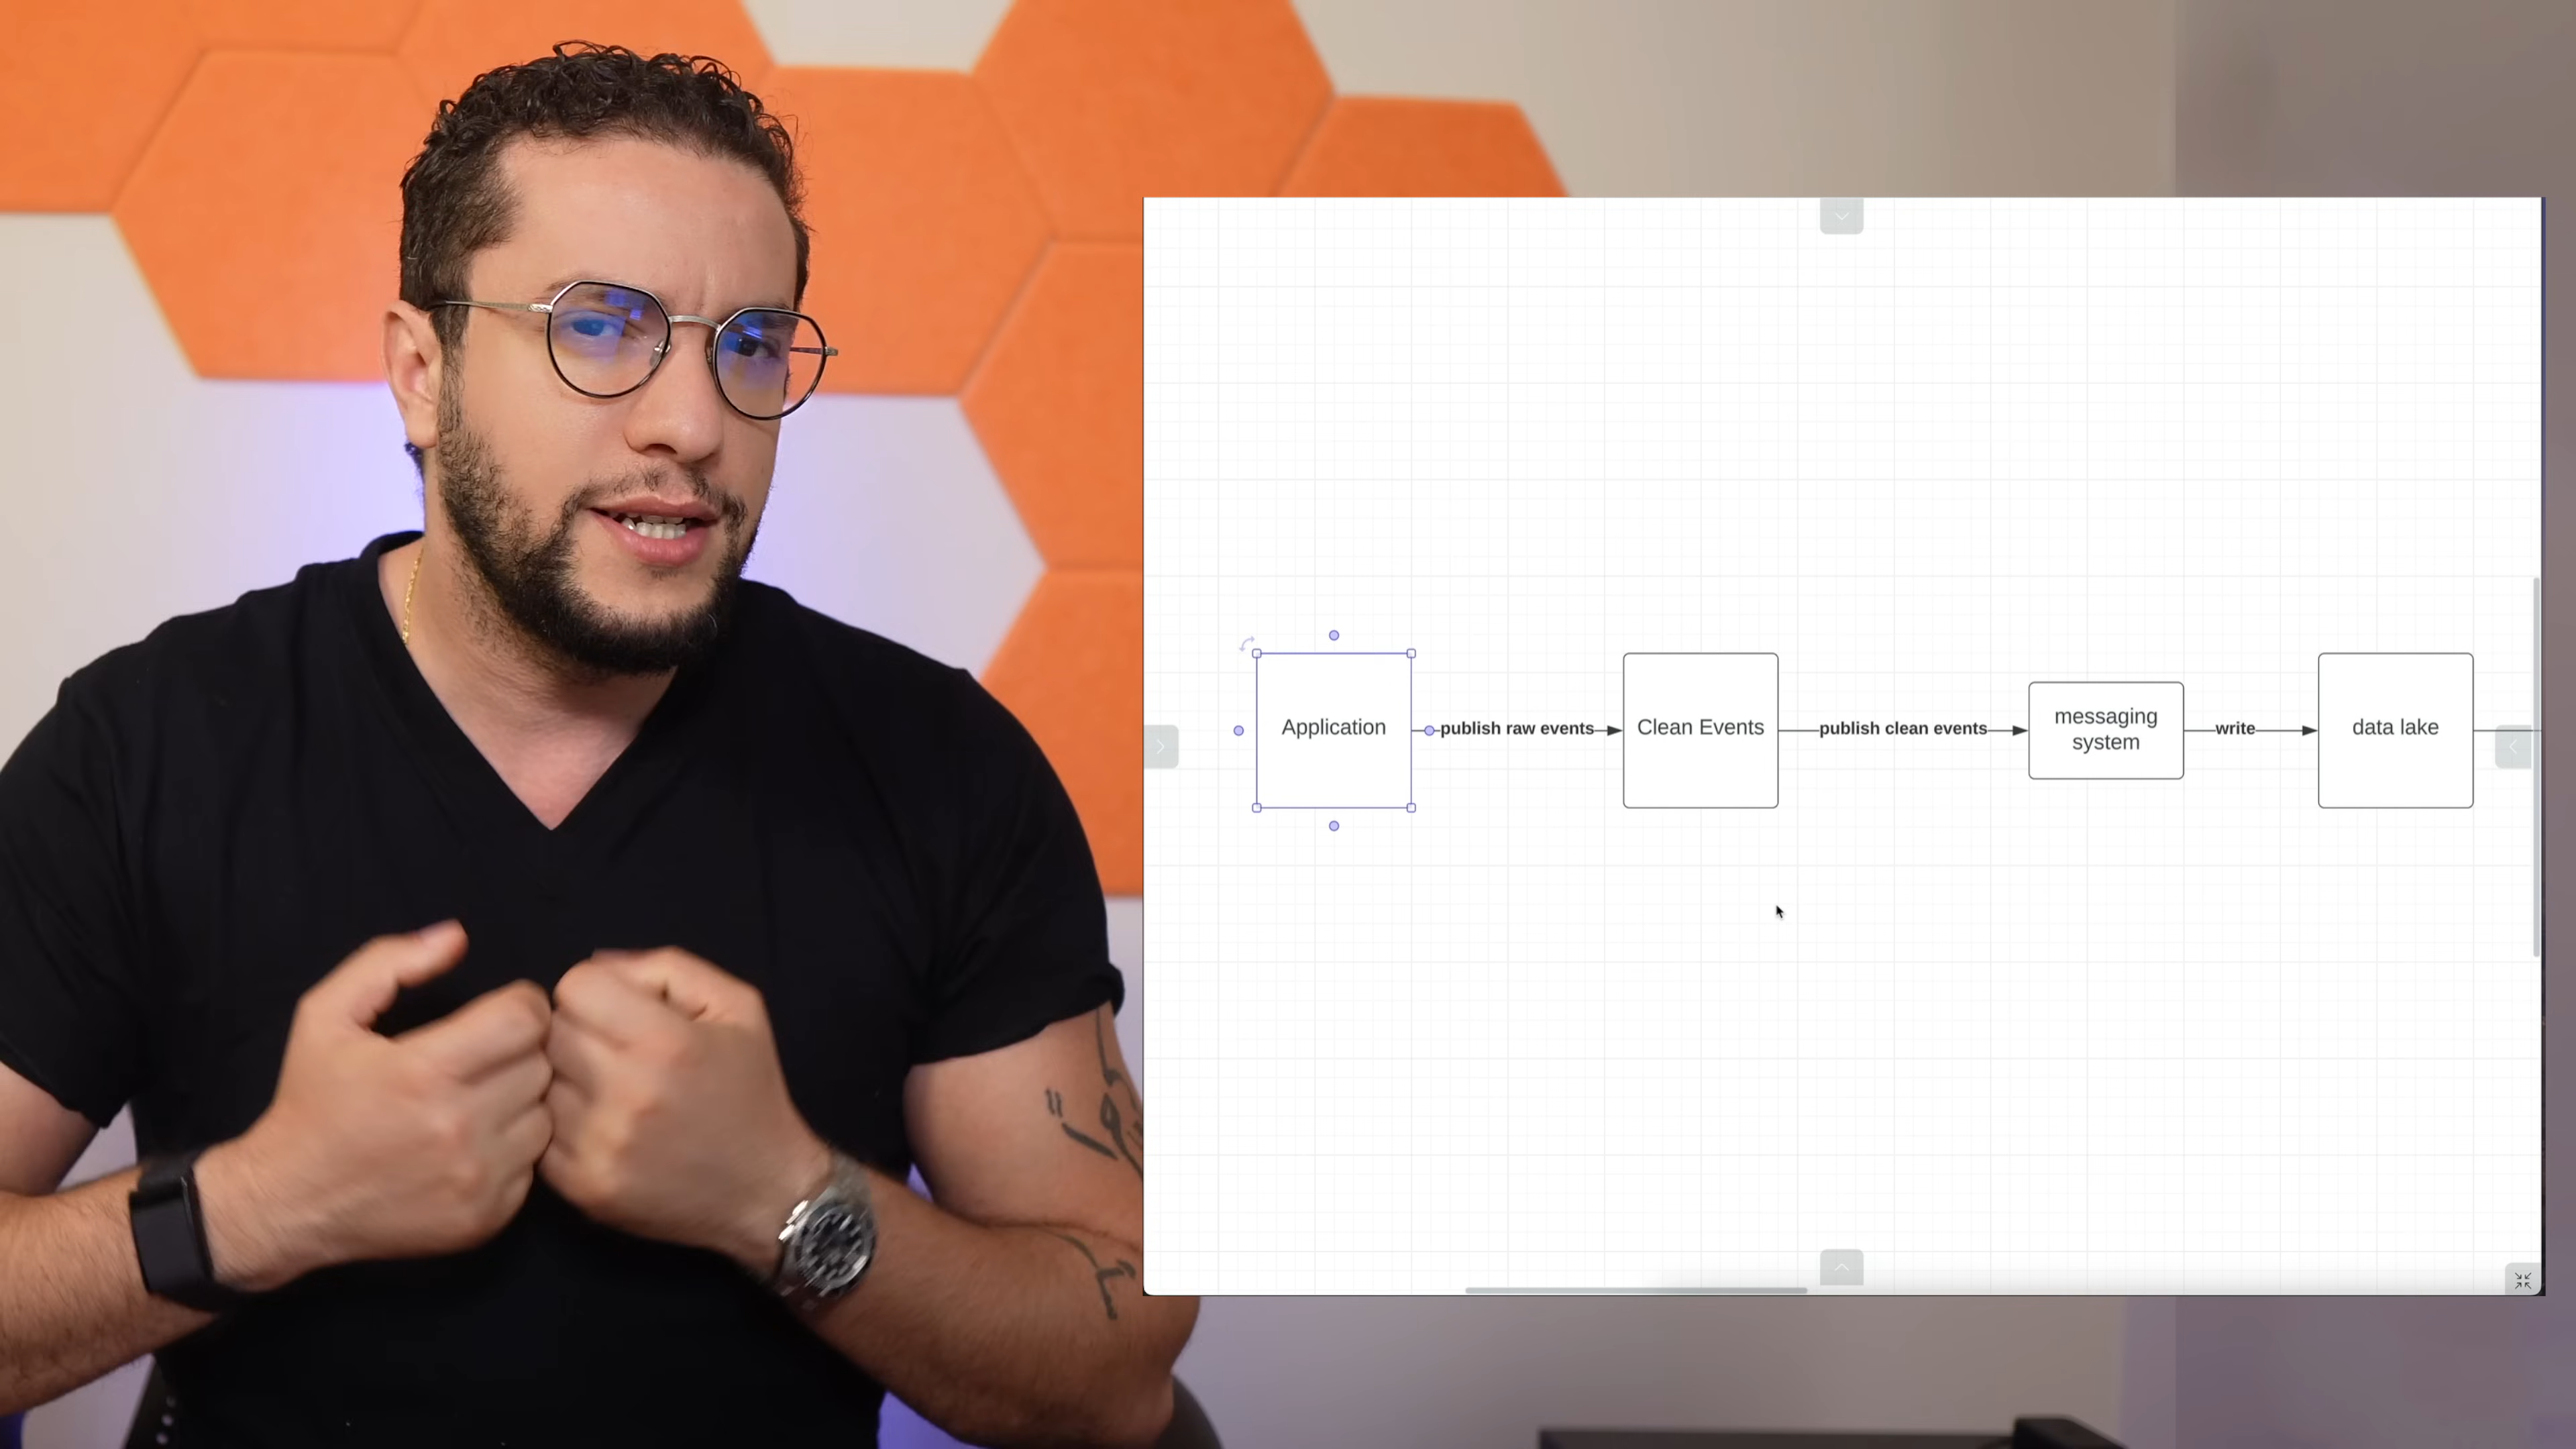 Application
publish raw events
Clean Events
publish clean events
messaging
system
write
data lake